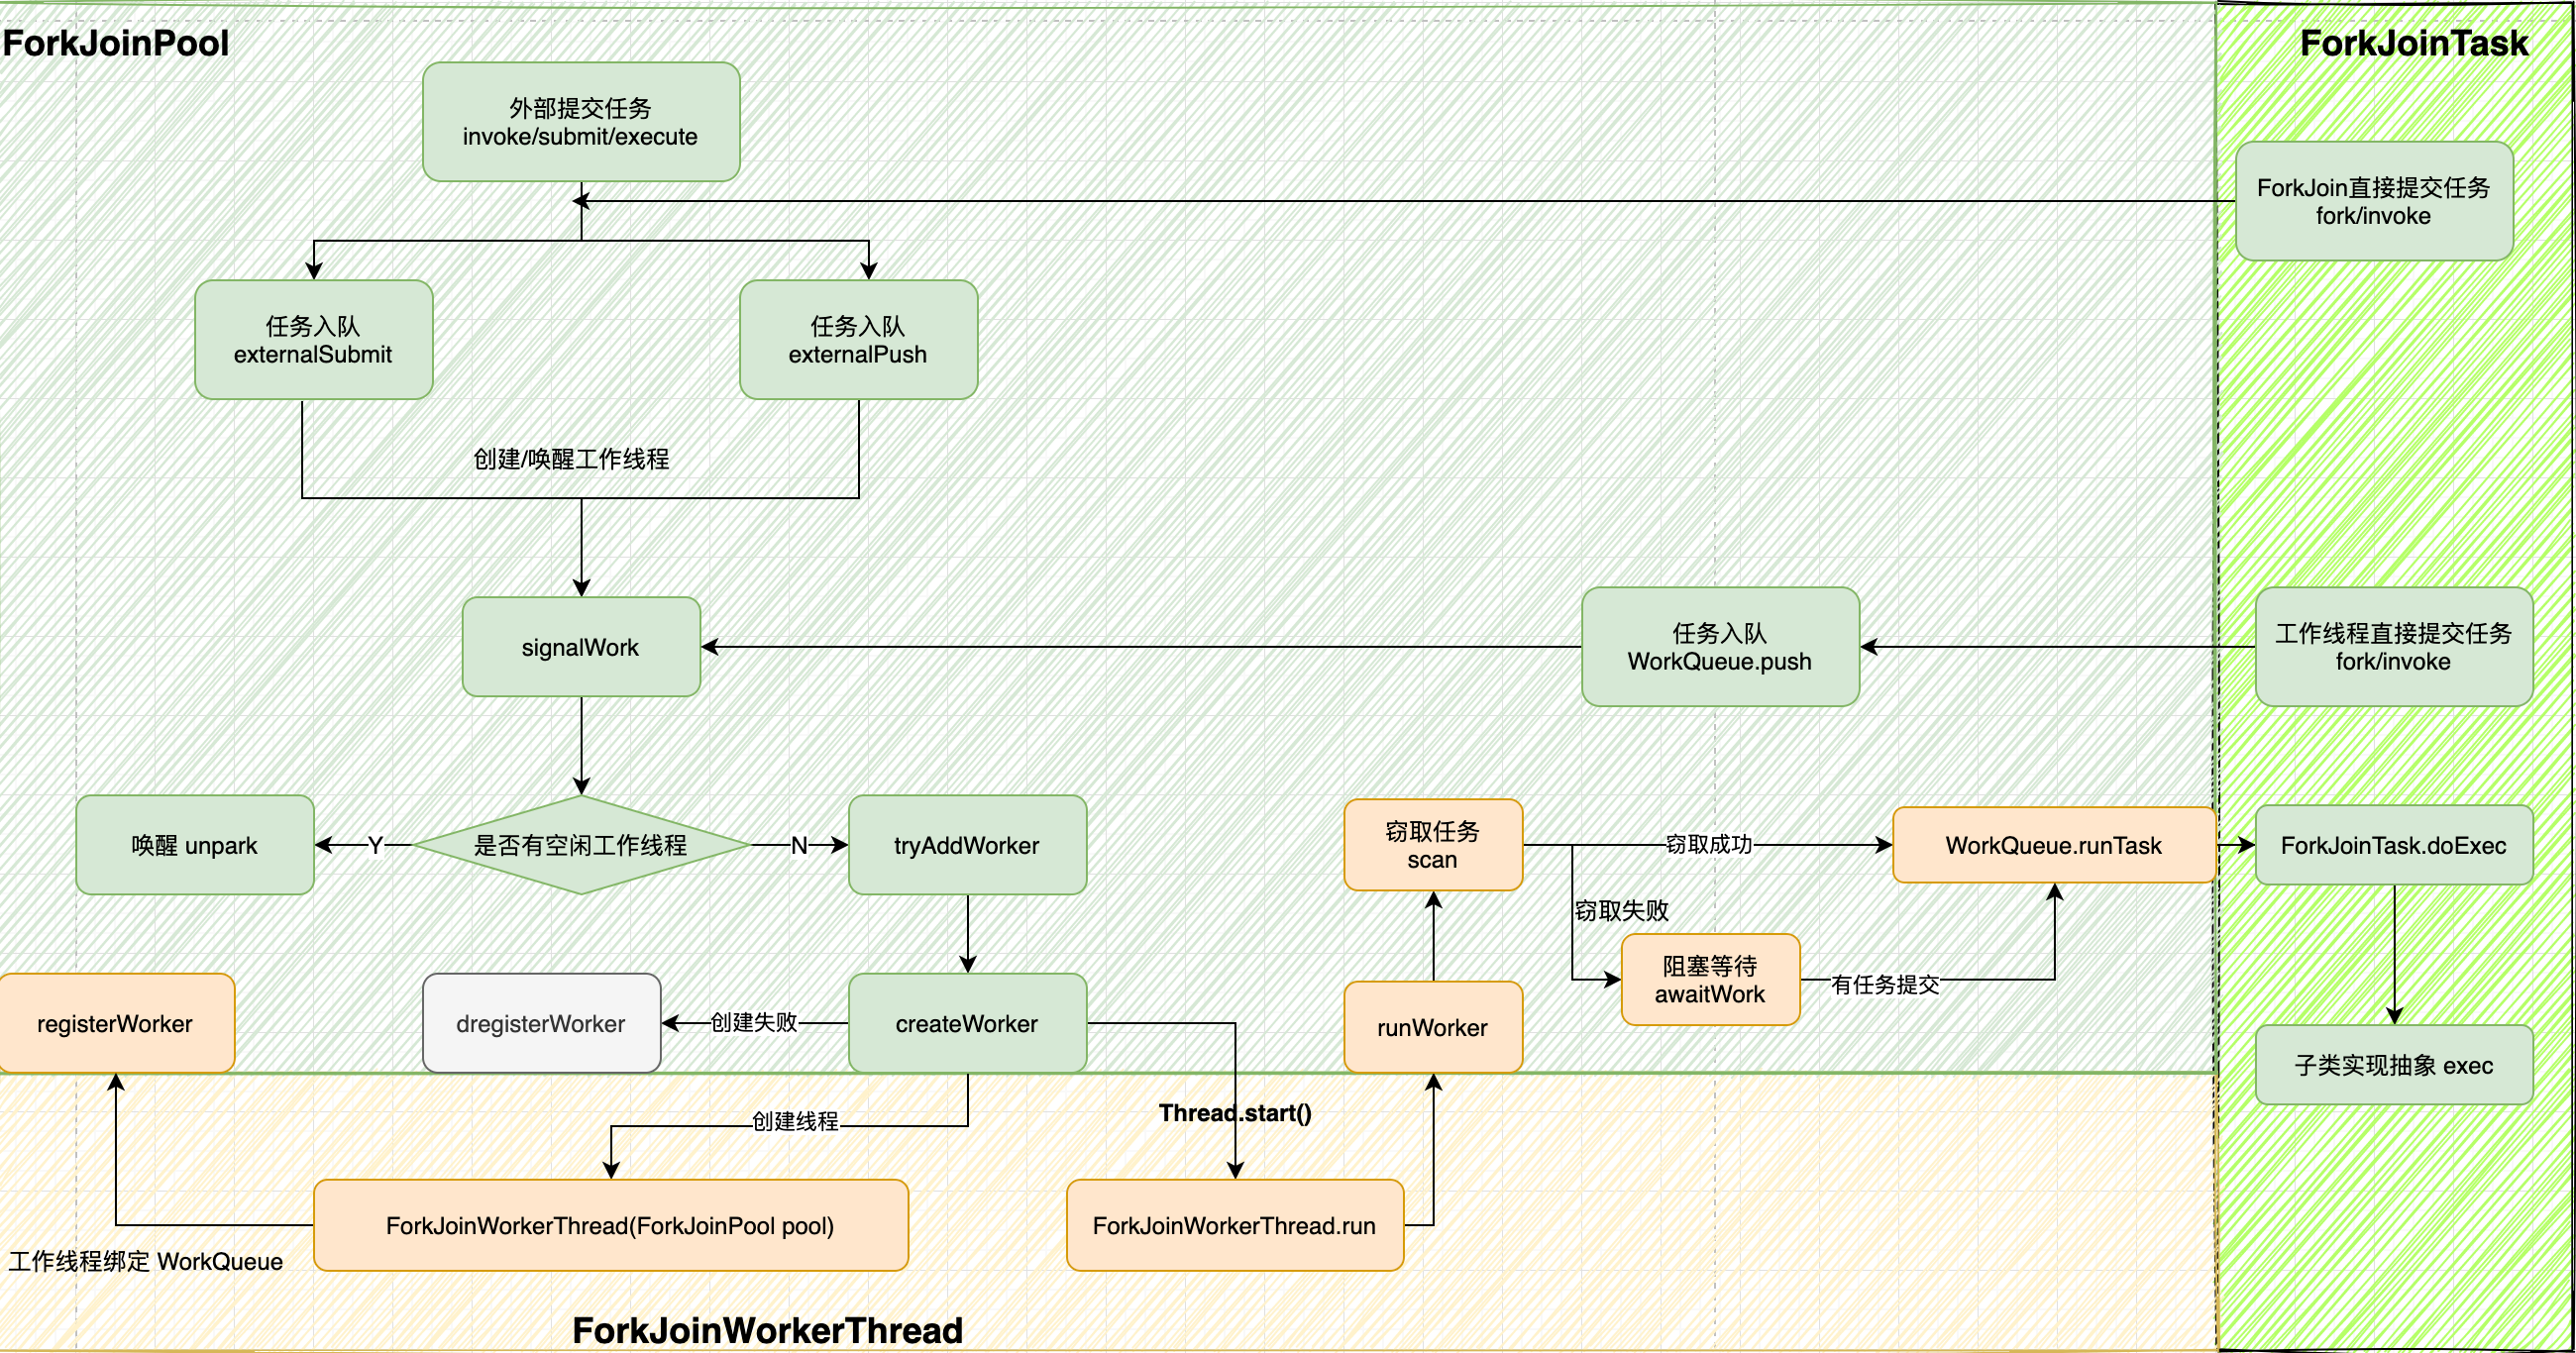 ForkJoinPool
ForkJoinTask
外部提交任务
invoke/submit/execute
ForkJoin直接提交任务
fork/invoke
任务入队
externalSubmit
任务入队
externalPush
创建/唤醒工作线程
signalWork
任务入队
WorkQueue.push
工作线程直接提交任务
fork/invoke
唤醒 unpark
Y
是否有空闲工作线程
N
tryAddWorker
窃取任务
scan
窃取成功
WorkQueue.runTask
ForkJoinTask.doExec
窃取失败
阻塞等待
awaitWork
有任务提交
registerWorker
dregisterWorker
创建失败
createWorker
runWorker
子类实现抽象 exec
创建线程
Thread.start()
ForkJoinWorkerThread(ForkJoinPool pool)
ForkJoinWorkerThread.run
工作线程绑定 WorkQueue
ForkJoinWorkerThread